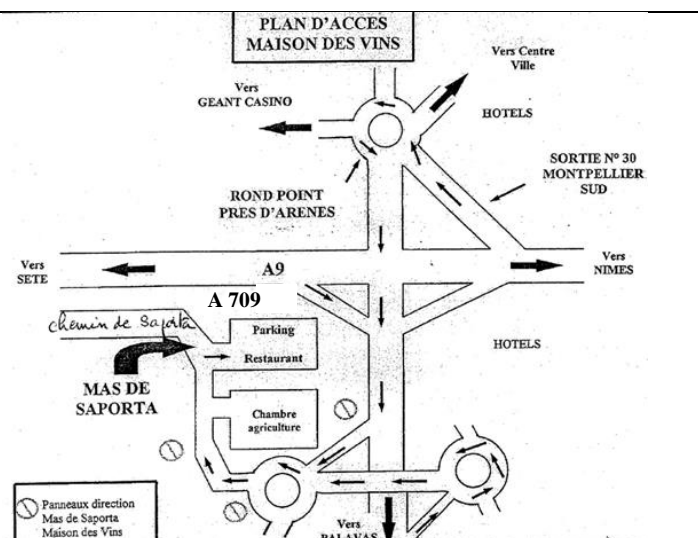 PLAN D'ACCES
MAISON DES VINS
Vers Centre
Ville
Vers
GEANT CASINO
HOTELS
SORTIE Nº 30
MONTPELLIER
SUD
ROND POINT
PRES D'ARENES
Vers
SETE
A9
Vers
NIMES
A 709
chemin de Saporta
Parking
Restaurant
HOTELS
MAS DE
SAPORTA
Chambre
agriculture
Panneaux direction
Mas de Saporta
Maison des Vins
Vers
PALAVAS